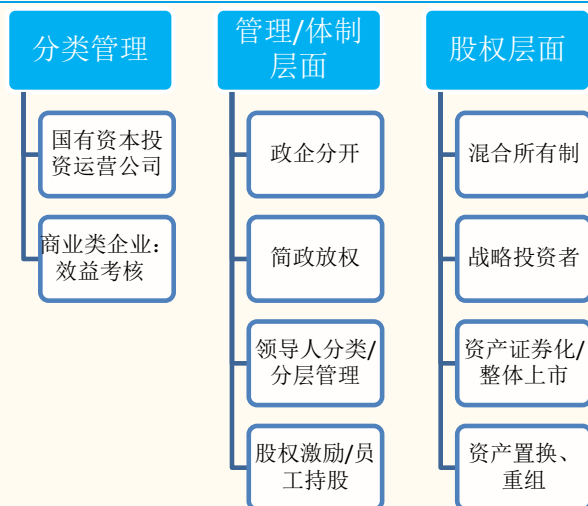 分类管理
国有资本投
资运营公司
商业类企业：
效益考核
管理/体制
层面
政企分开
简政放权
领导人分类/
分层管理
股权激励/员
工持股
股权层面
混合所有制
战略投资者
资产证券化/
整体上市
资产置换、
重组